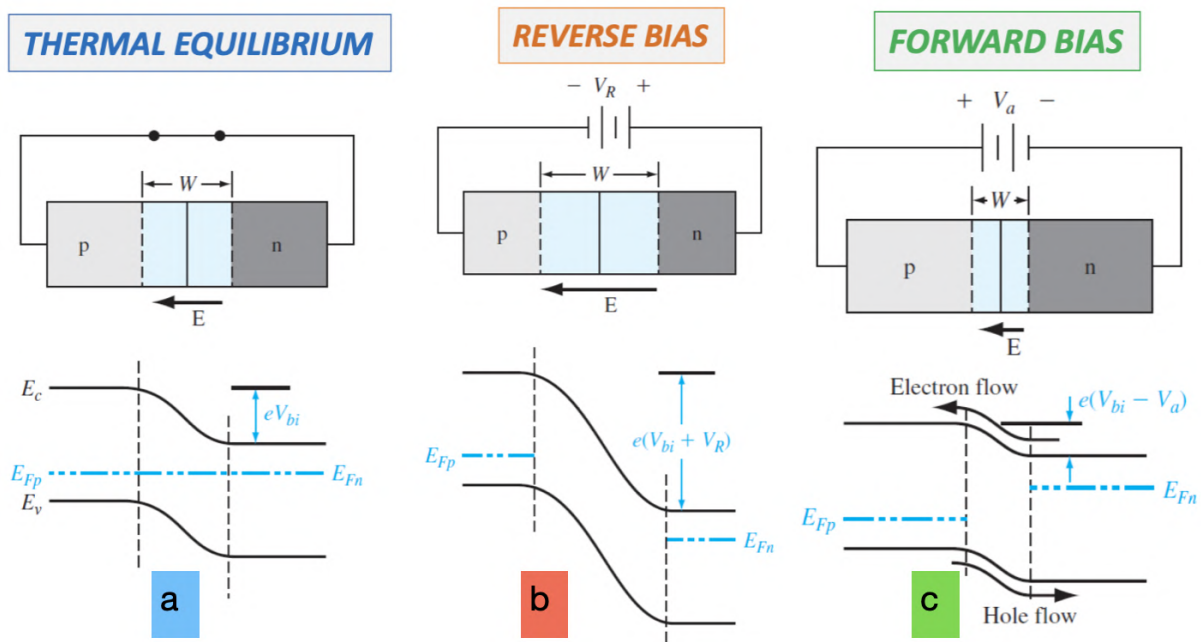 THERMAL EQUILIBRIUM
REVERSE BIAS
FORWARD BIAS
W
p
n
E
− V_R +
W
p
n
E
+ V_a −
W
p
n
E
E_c
eV_bi
E_Fp
E_Fn
E_v
a
e(V_bi + V_R)
E_Fp
E_Fn
b
Electron flow
e(V_bi − V_a)
E_Fn
E_Fp
Hole flow
c